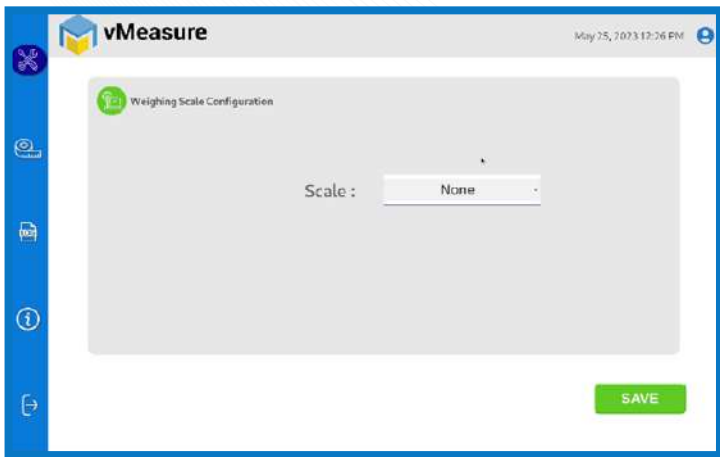 vMeasure
May 25, 2023 12:26 PM
Weighing Scale Configuration
Scale :
None
SAVE